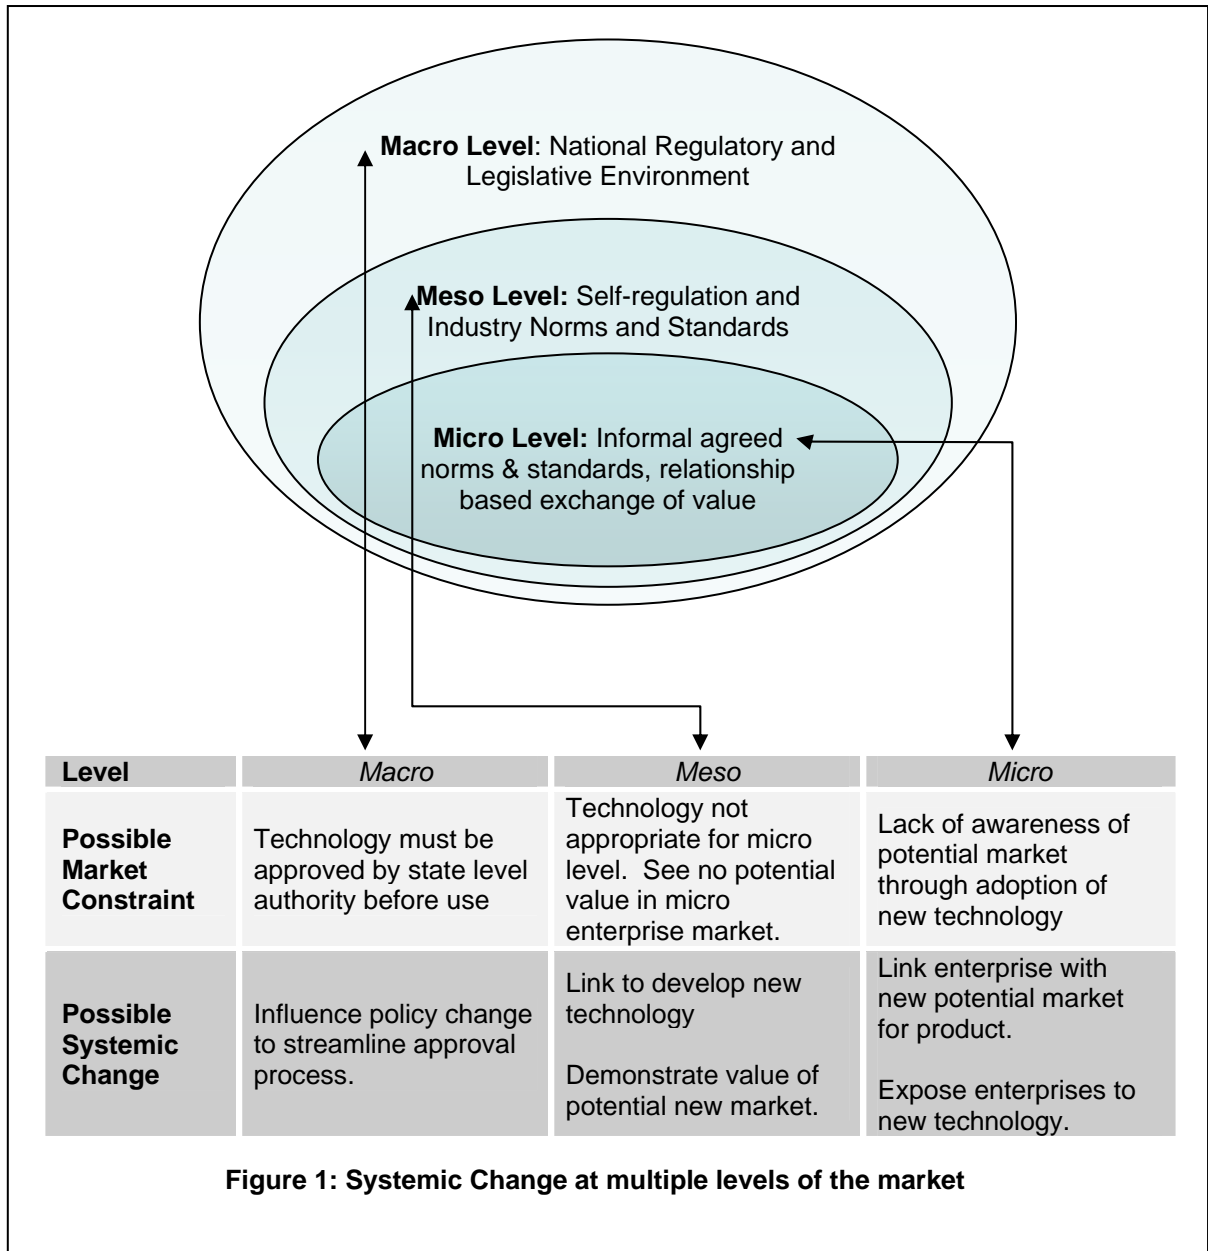 Macro Level: National Regulatory and
Legislative Environment
Meso Level: Self-regulation and
Industry Norms and Standards
Micro Level: Informal agreed
norms & standards, relationship
based exchange of value
Level
Macro
Meso
Micro
Possible
Market
Constraint
Technology must be
approved by state level
authority before use
Technology not
appropriate for micro
level.  See no potential
value in micro
enterprise market.
Lack of awareness of
potential market
through adoption of
new technology
Possible
Systemic
Change
Influence policy change
to streamline approval
process.
Link to develop new
technology
Demonstrate value of
potential new market.
Link enterprise with
new potential market
for product.
Expose enterprises to
new technology.
Figure 1: Systemic Change at multiple levels of the market